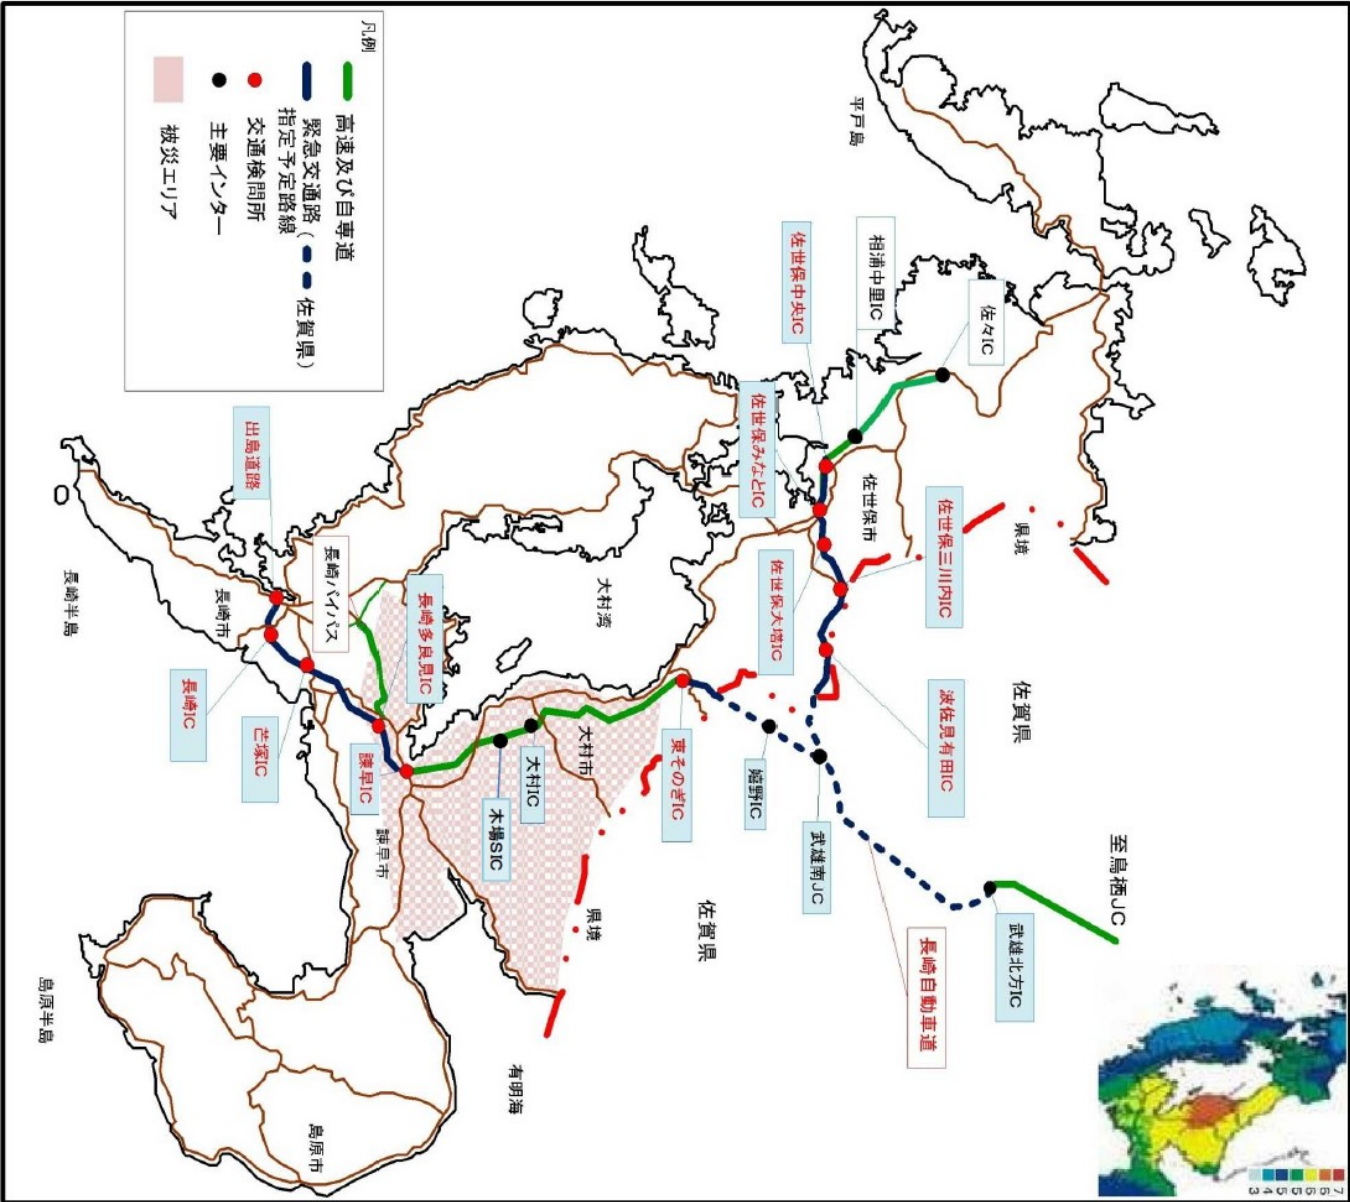 凡例
高速及び自専道
緊急交通路(
佐賀県)
指定予定路線
交通検問所
主要インター
被災エリア
平戸島
佐世保中央IC
相浦中里IC
佐々IC
佐世保みなとIC
佐世保市
佐世保三川内IC
県境
佐世保大塔IC
波佐見有田IC
佐賀県
出島道路
長崎バイパス
長崎多良見IC
大村湾
長崎半島
長崎市
長崎IC
芒塚IC
諫早IC
諫早市
大村IC
木場SIC
大村市
東そのぎIC
嬉野IC
武雄南JC
至鳥栖JC
武雄北方IC
長崎自動車道
佐賀県
県境
有明海
島原半島
島原市
7
6
6
5
5
4
3